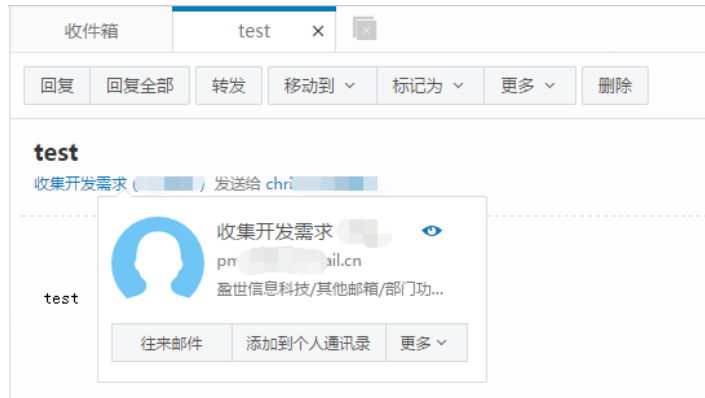 收件箱 test ×
回复 回复全部 转发 移动到 标记为 更多 删除
test
收集开发需求 ( ) 发送给 chri
收集开发需求
pm ail.cn
盈世信息科技/其他邮箱/部门功...
test
往来邮件 添加到个人通讯录 更多